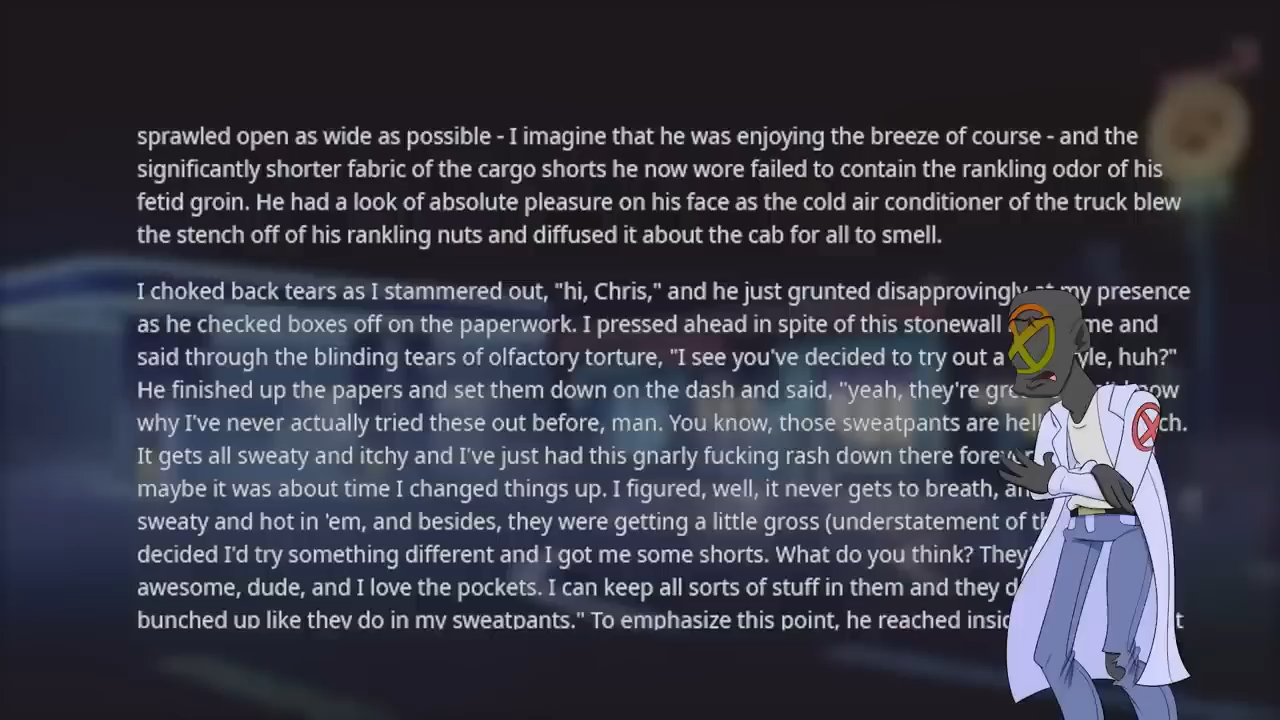 sprawled open as wide as possible - I imagine that he was enjoying the breeze of course - and the
significantly shorter fabric of the cargo shorts he now wore failed to contain the rankling odor of his
fetid groin. He had a look of absolute pleasure on his face as the cold air conditioner of the truck blew
the stench off of his rankling nuts and diffused it about the cab for all to smell.
I choked back tears as I stammered out, "hi, Chris," and he just grunted disapprovingly at my presence
as he checked boxes off on the paperwork. I pressed ahead in spite of this stonewall me and
said through the blinding tears of olfactory torture, "I see you've decided to try out a huh?"
He finished up the papers and set them down on the dash and said, "yeah, they're
why I've never actually tried these out before, man. You know, those sweatpants are
It gets all sweaty and itchy and I've just had this gnarly fucking rash down there
maybe it was about time I changed things up. I figured, well, it never gets to breath,
sweaty and hot in 'em, and besides, they were getting a little gross (understatement of
decided I'd try something different and I got me some shorts. What do you think?
awesome, dude, and I love the pockets. I can keep all sorts of stuff in them and they
bunched up like they do in my sweatpants." To emphasize this point, he reached